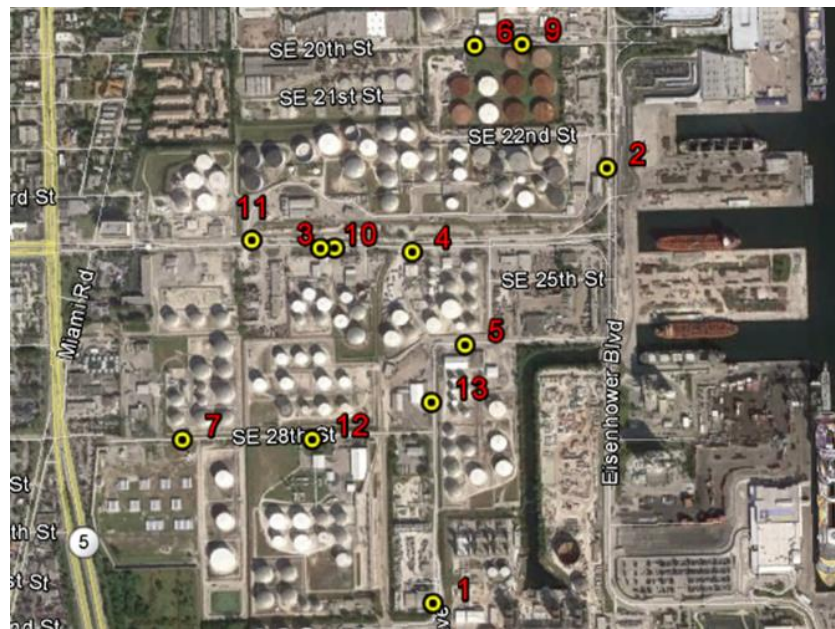 SE 20th St
6
9
SE 21st St
SE 22nd St
2
rd St
11
3
10
4
SE 25th St
Miami Rd
5
Eisenhower Blvd
13
7
SE 28th St
12
St
th St
5
st St
1
nd St
ve